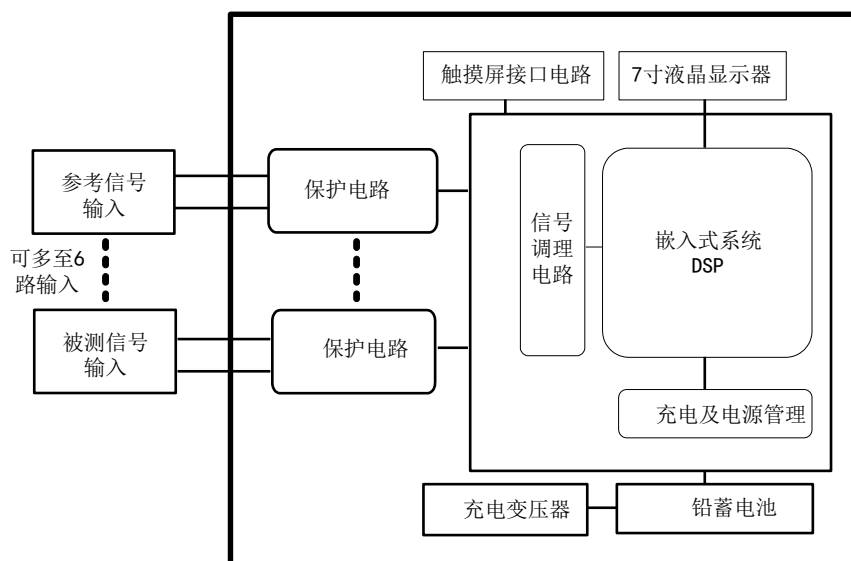 触摸屏接口电路
7寸液晶显示器
参考信号
输入
保护电路
信号
调理
电路
嵌入式系统
DSP
可多至6
路输入
被测信号
输入
保护电路
充电及电源管理
充电变压器
铅蓄电池